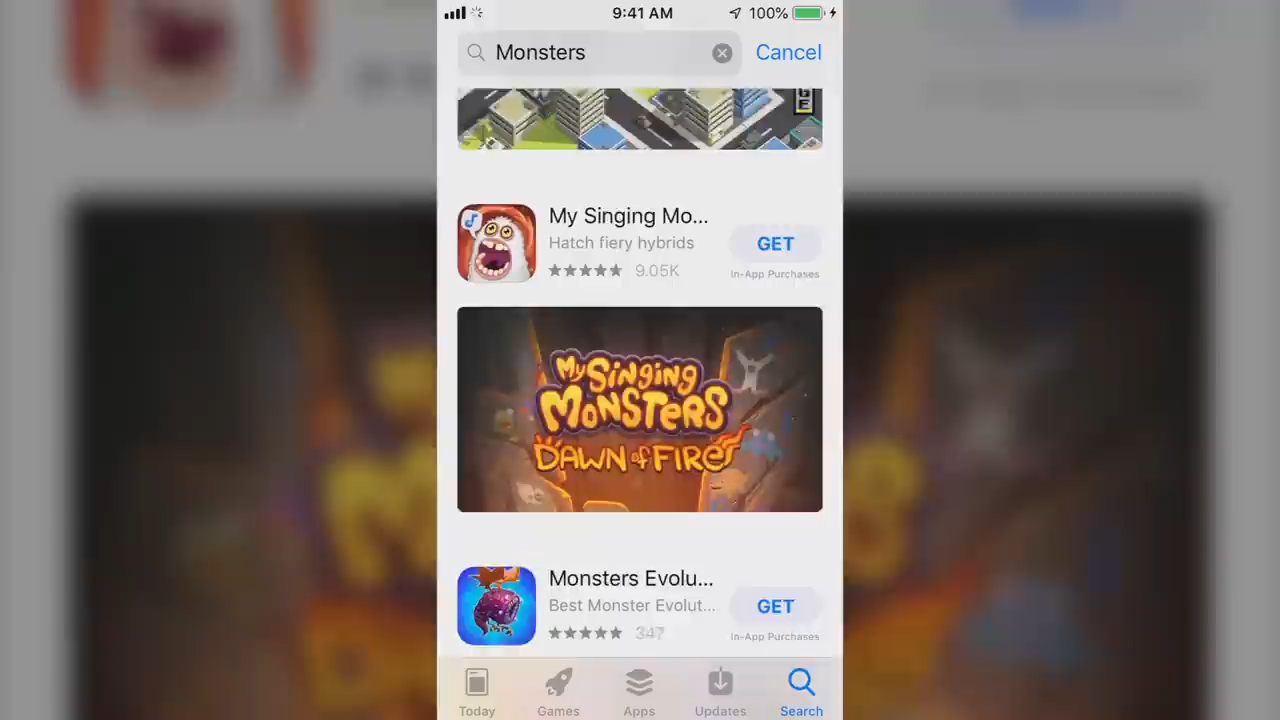 9:41 AM
100%
Monsters
Cancel
My Singing Mo...
Hatch fiery hybrids
GET
9.05K
In-App Purchases
My Singing
MONSTERS
DAWN of FIRE
Monsters Evolu...
Best Monster Evolut...
GET
347
In-App Purchases
Today
Games
Apps
Updates
Search